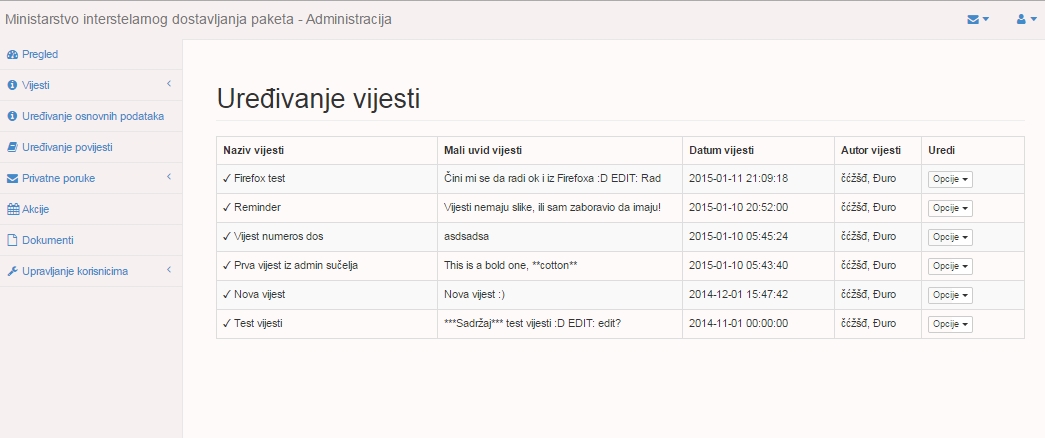 Ministarstvo interstelarnog dostavljanja paketa - Administracija
Pregled
Vijesti
Uređivanje osnovnih podataka
Uređivanje povijesti
Privatne poruke
Akcije
Dokumenti
Upravljanje korisnicima
Uređivanje vijesti
Naziv vijesti Mali uvid vijesti Datum vijesti Autor vijesti Uredi
✓ Firefox test Čini mi se da radi ok i iz Firefoxa :D EDIT: Rad 2015-01-11 21:09:18 čćžšđ, Đuro Opcije
✓ Reminder Vijesti nemaju slike, ili sam zaboravio da imaju! 2015-01-10 20:52:00 čćžšđ, Đuro Opcije
✓ Vijest numeros dos asdsadsa 2015-01-10 05:45:24 čćžšđ, Đuro Opcije
✓ Prva vijest iz admin sučelja This is a bold one, **cotton** 2015-01-10 05:43:40 čćžšđ, Đuro Opcije
✓ Nova vijest Nova vijest :) 2014-12-01 15:47:42 čćžšđ, Đuro Opcije
✓ Test vijesti ***Sadržaj*** test vijesti :D EDIT: edit? 2014-11-01 00:00:00 čćžšđ, Đuro Opcije